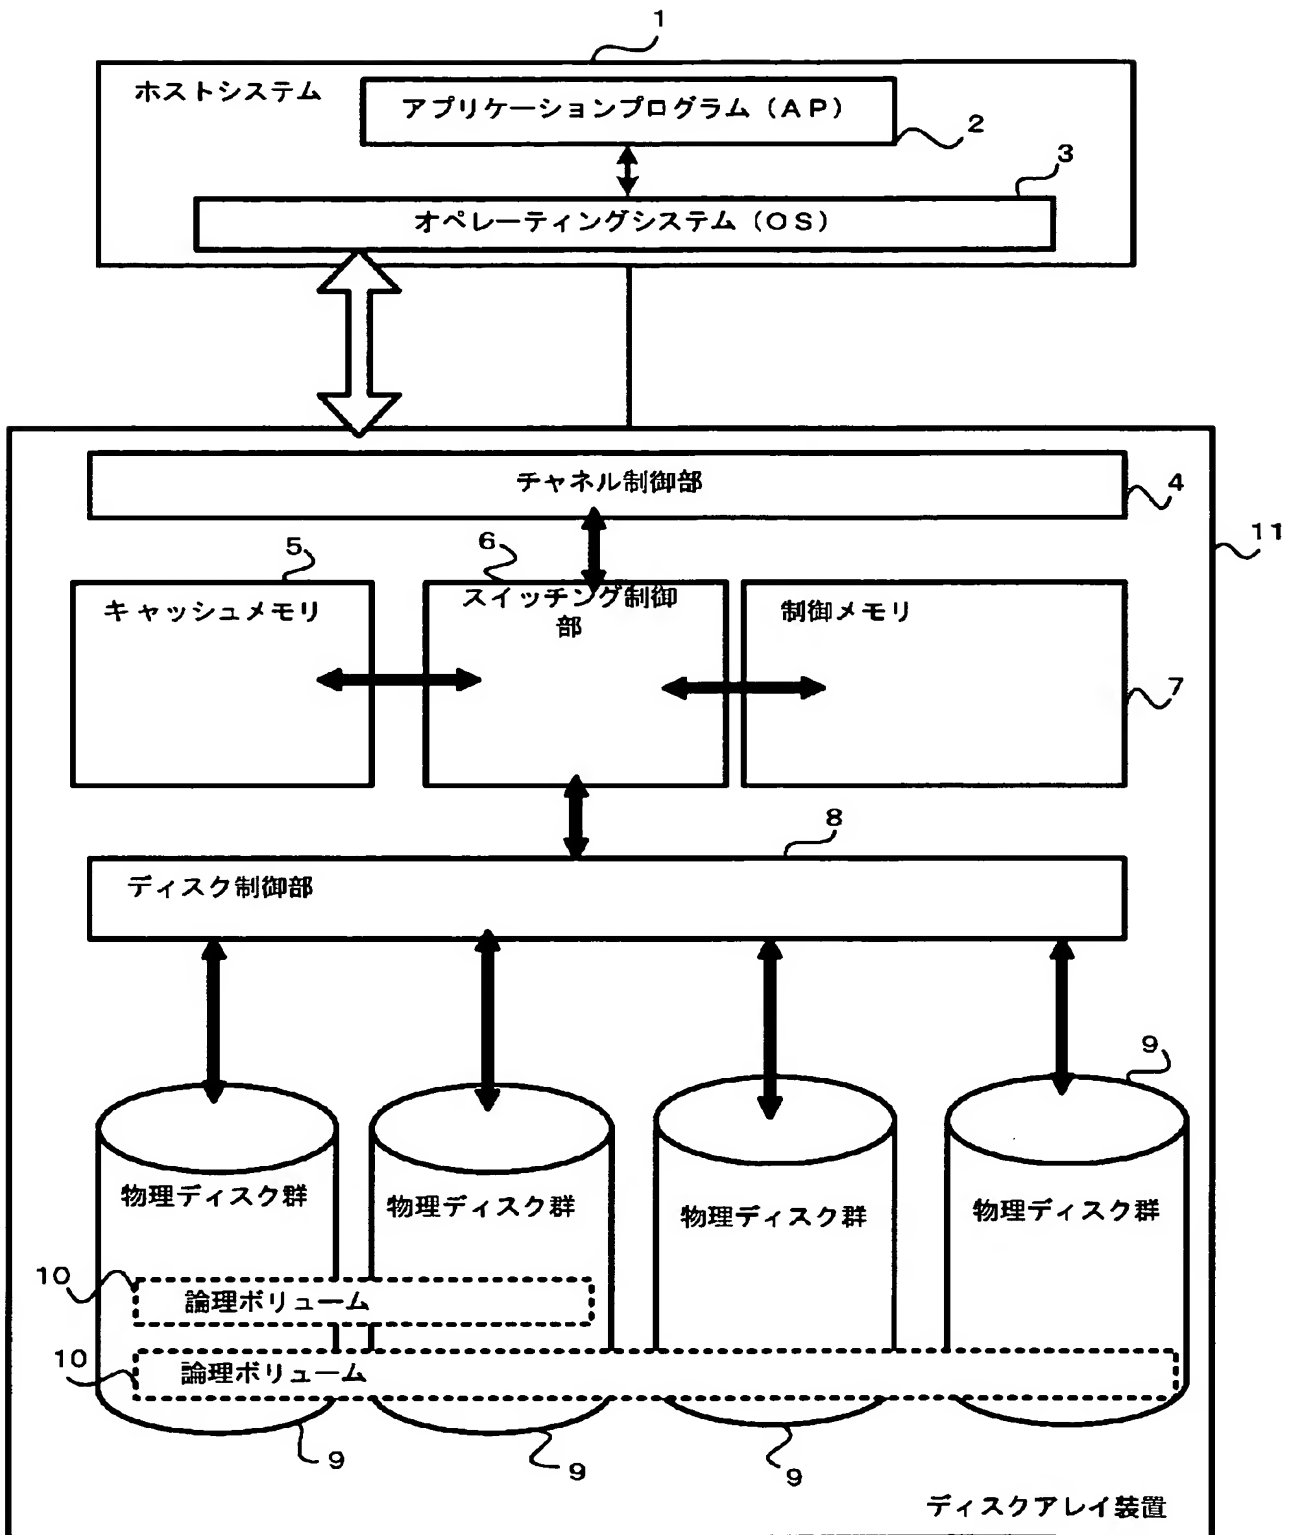 1
ホストシステム
アプリケーションプログラム（AP）
2
3
オペレーティングシステム（OS）
チャネル制御部
4
11
5
6
キャッシュメモリ
スイッチング制御
部
制御メモリ
7
8
ディスク制御部
9
物理ディスク群
物理ディスク群
物理ディスク群
物理ディスク群
10
論理ボリューム
10
論理ボリューム
9
9
9
ディスクアレイ装置